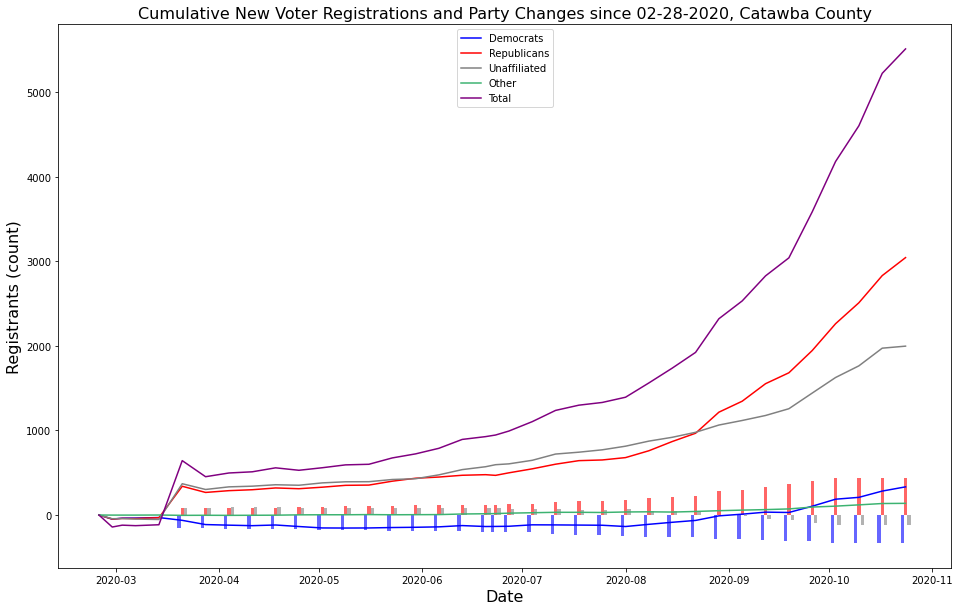 Cumulative New Voter Registrations and Party Changes since 02-28-2020, Catawba County
Democrats
Republicans
Unaffiliated
Other
Total
Registrants (count)
5000
4000
3000
2000
1000
0
2020-03
2020-04
2020-05
2020-06
2020-07
2020-08
2020-09
2020-10
2020-11
Date